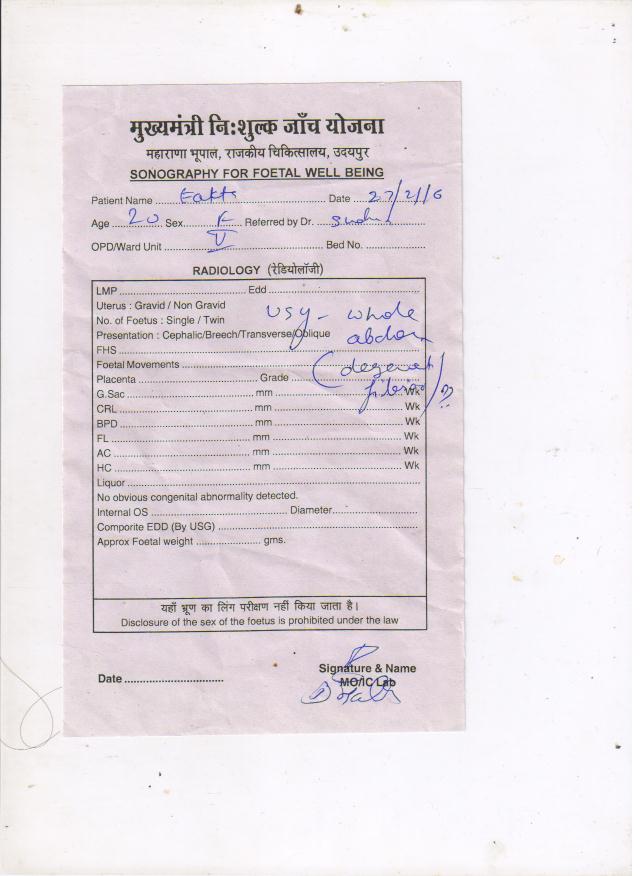 मुख्यमंत्री नि:शुल्क जाँच योजना
महाराणा भूपाल, राजकीय चिकित्सालय, उदयपुर
SONOGRAPHY FOR FOETAL WELL BEING
Patient Name .......... Date .... 27/2/16
Age .... 20 Sex.... F .... Referred by Dr. ..........
OPD/Ward Unit .......... V .......... Bed No. ..........
RADIOLOGY (रेडियोलॉजी)
LMP .......... Edd ..........
Uterus : Gravid / Non Gravid
USG - whole
No. of Foetus : Single / Twin
Presentation : Cephalic/Breech/Transverse/Oblique
FHS ..........
Foetal Movements ..........
Placenta .......... Grade ..........
G.Sac .......... mm .......... Wk
CRL .......... mm .......... Wk
BPD .......... mm .......... Wk
FL .......... mm .......... Wk
AC .......... mm .......... Wk
HC .......... mm .......... Wk
Liquor ..........
No obvious congenital abnormality detected.
Internal OS .......... Diameter..........
Comporite EDD (By USG) ..........
Approx Foetal weight .......... gms.
यहाँ भ्रूण का लिंग परीक्षण नहीं किया जाता है।
Disclosure of the sex of the foetus is prohibited under the law
Signature & Name
Date ..........
MO/IC Lab